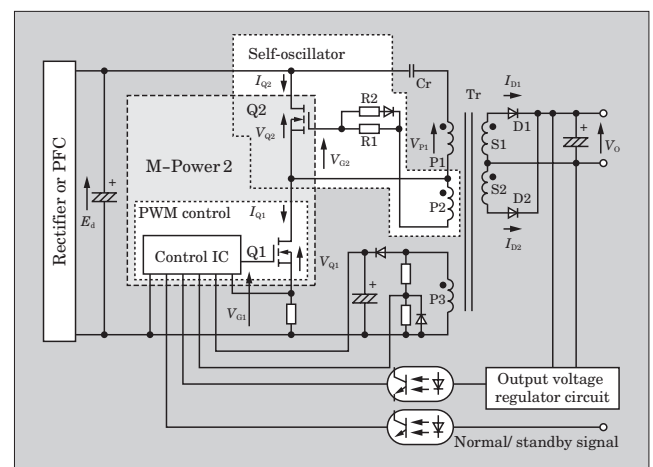 Self-oscillator
Cr
I_Q2
Tr
I_D1
R2
Q2
D1
V_Q2
R1
V_P1
S1
V_O
Rectifier or PFC
M-Power 2
V_G2
P1
E_d
S2
P2
PWM control
I_Q1
D2
Control IC
Q1
I_D2
V_Q1
V_G1
P3
Output voltage
regulator circuit
Normal/ standby signal
+
+
+